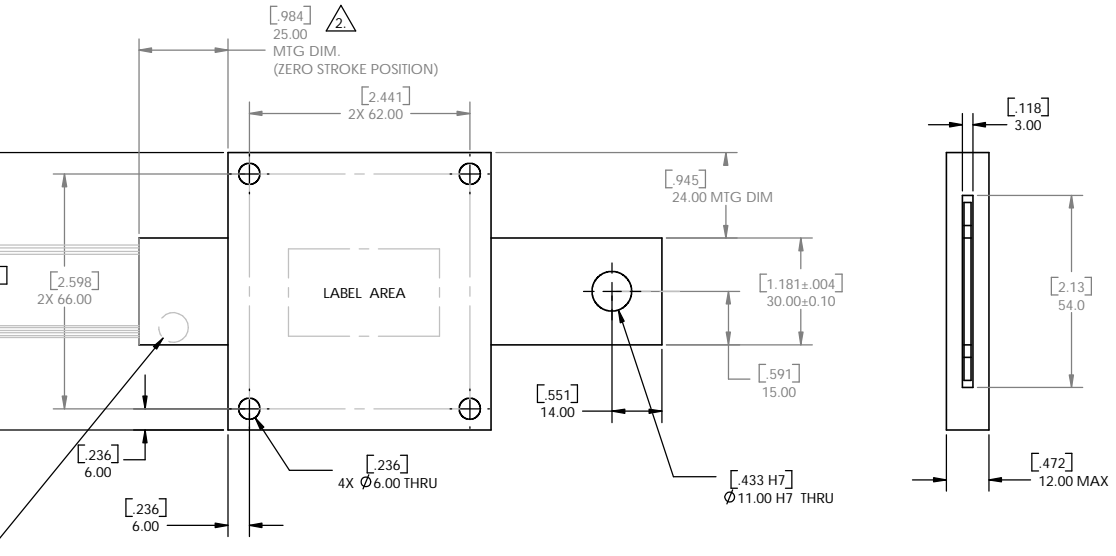 [.984]
25.00
MTG DIM.
(ZERO STROKE POSITION)
2.
[2.441]
2X 62.00
[.118]
3.00
[.945]
24.00 MTG DIM
]
[2.598]
2X 66.00
LABEL AREA
[1.181±.004]
30.00±0.10
[2.13]
54.0
[.591]
15.00
[.551]
14.00
[.236]
6.00
[.236]
4X Ø6.00 THRU
[.433 H7]
Ø11.00 H7 THRU
[.472]
12.00 MAX
[.236]
6.00